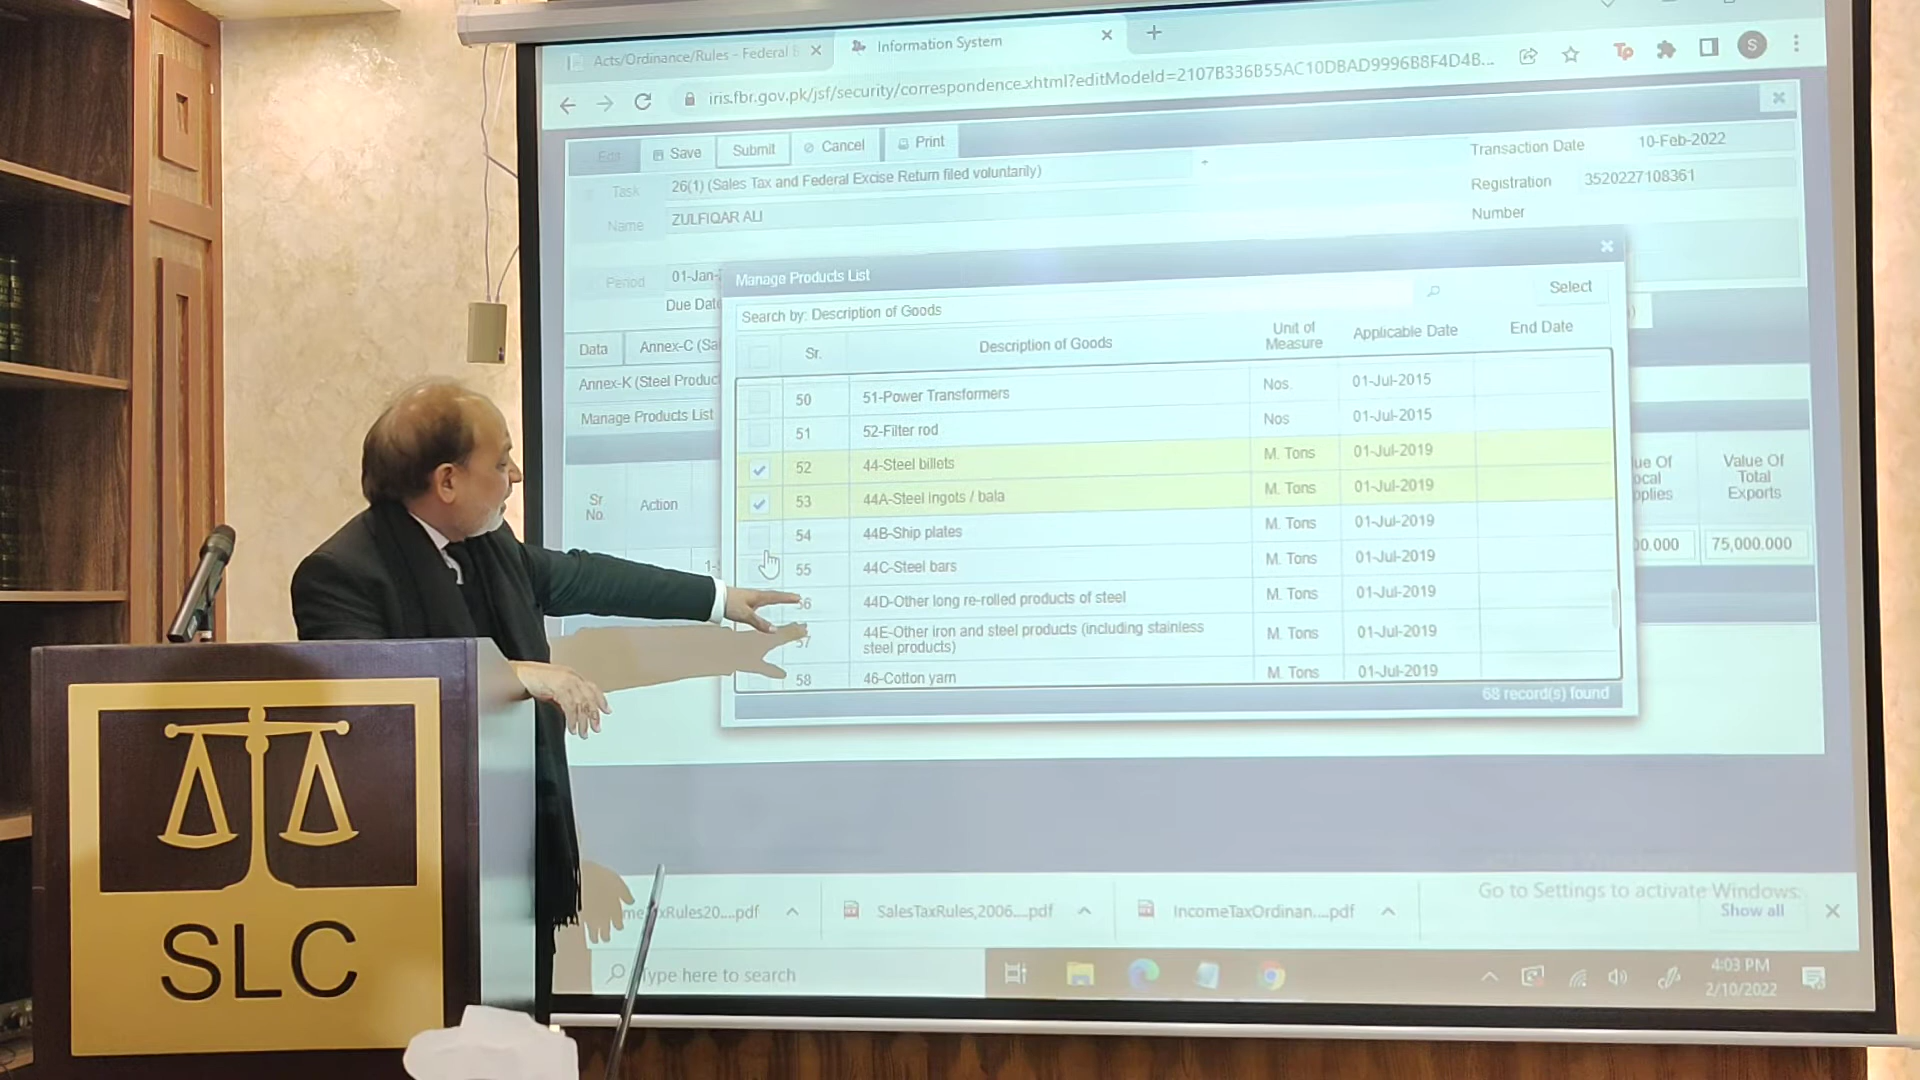 Acts/Ordinance/Rules - Federal
Information System
iris.fbr.gov.pk/jsf/security/correspondence.xhtml?editModeId=2107B336B55AC10DBAD9996B8F4D4B...
S
Edit
Save
Submit
Cancel
Print
Transaction Date
10-Feb-2022
Task
26(1) (Sales Tax and Federal Excise Return filed voluntarily)
Registration
3520227108361
Name
ZULFIQAR ALI
Number
Period
01-Jan-
Due Date
Manage Products List
Search by: Description of Goods
Select
Data
Annex-C (Sa
Annex-K (Steel Produc
Manage Products List
Sr.
Description of Goods
Unit of Measure
Applicable Date
End Date
50 51-Power Transformers Nos. 01-Jul-2015
51 52-Filter rod Nos 01-Jul-2015
52 44-Steel billets M. Tons 01-Jul-2019
53 44A-Steel ingots / bala M. Tons 01-Jul-2019
54 44B-Ship plates M. Tons 01-Jul-2019
55 44C-Steel bars M. Tons 01-Jul-2019
56 44D-Other long re-rolled products of steel M. Tons 01-Jul-2019
57 44E-Other iron and steel products (including stainless steel products) M. Tons 01-Jul-2019
58 46-Cotton yarn M. Tons 01-Jul-2019
68 record(s) found
Sr No.
Action
Value Of Total Exports
75,000.000
Go to Settings to activate Windows.
SalesTaxRules,2006....pdf
IncomeTaxOrdinan....pdf
Show all
Type here to search
4:03 PM
2/10/2022
SLC